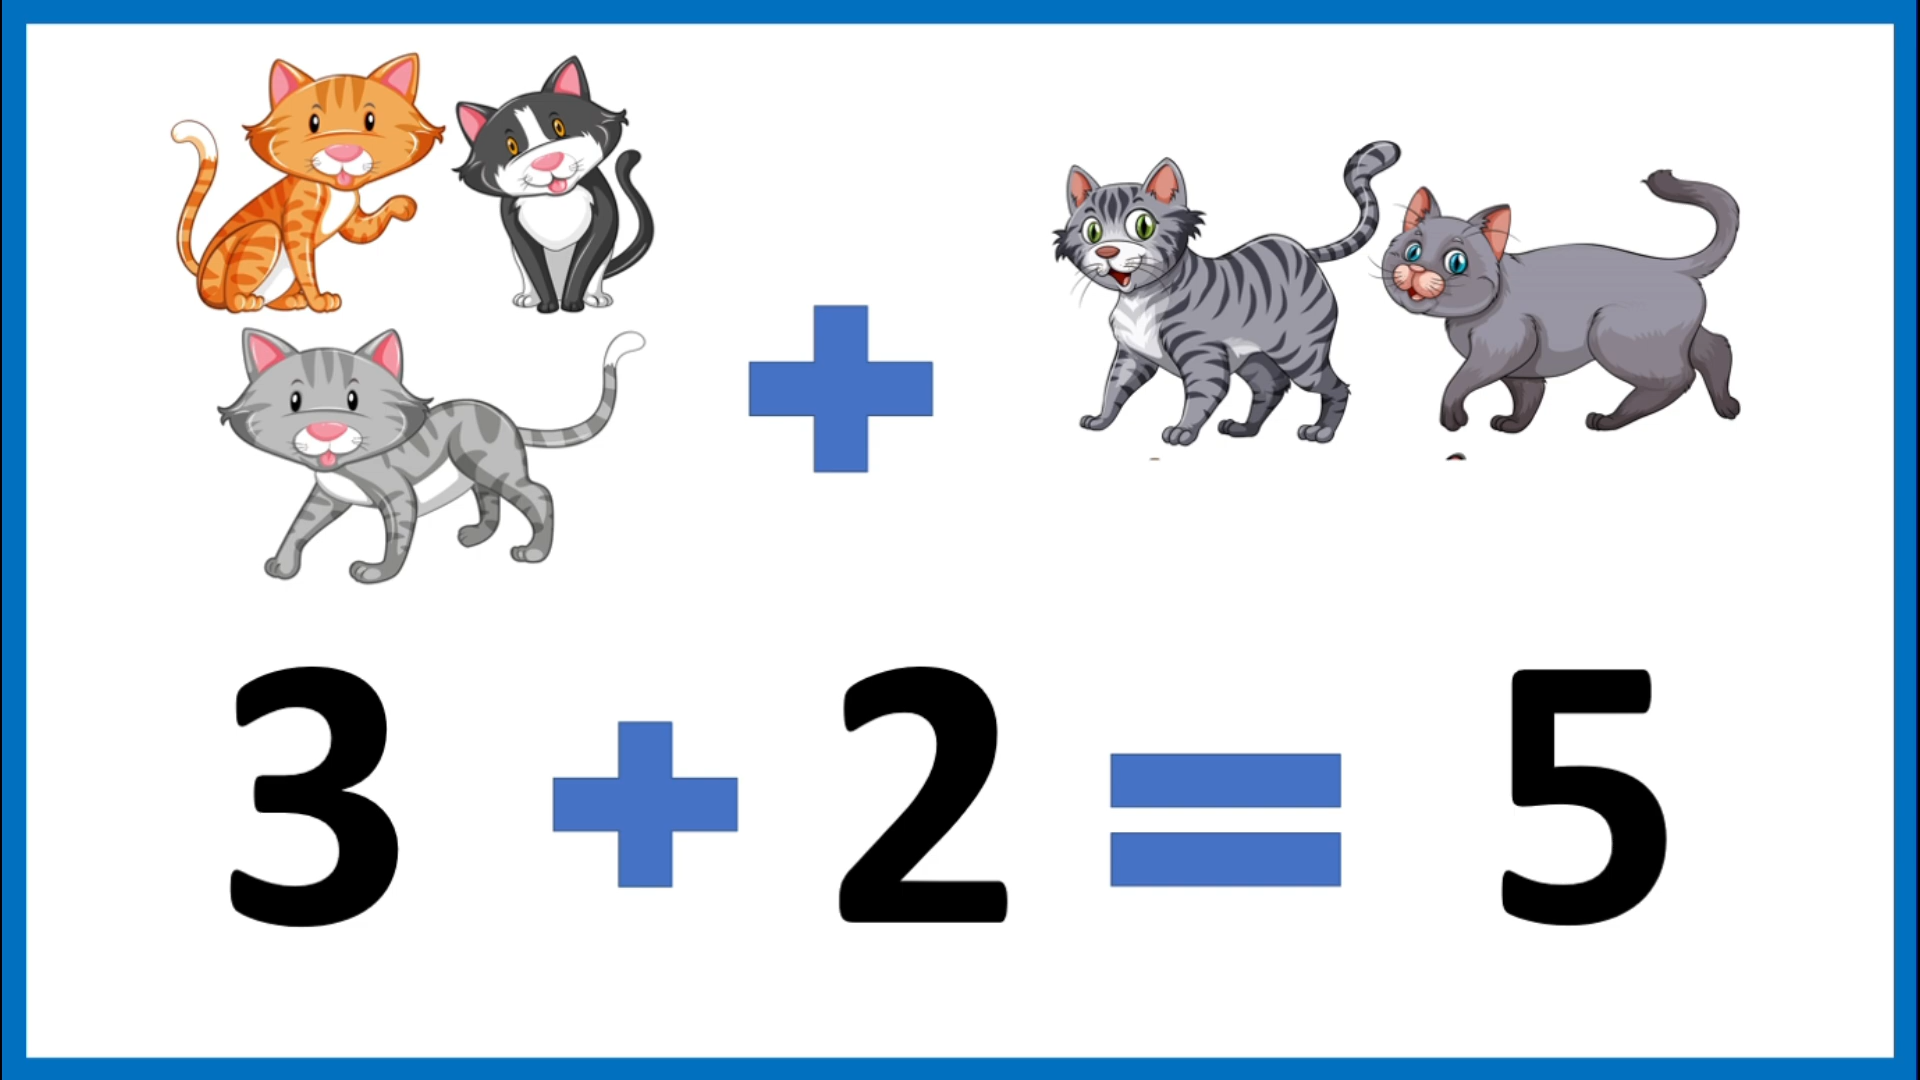 +
3 + 2 = 5